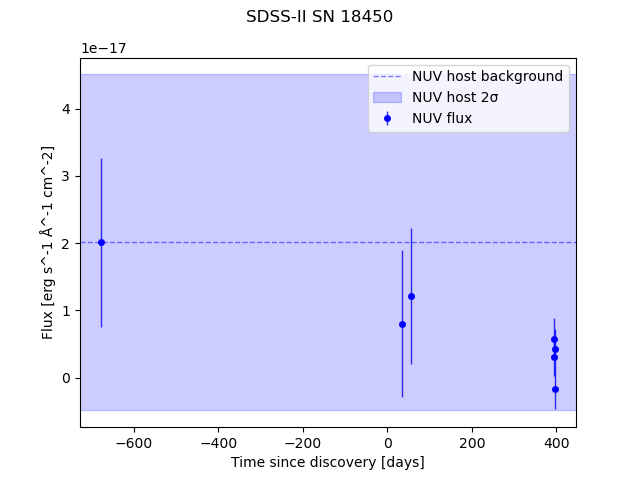 SDSS-II SN 18450
1e−17
NUV host background
NUV host 2σ
NUV flux
4
3
2
1
0
Flux [erg s^-1 Å^-1 cm^-2]
−600
−400
−200
0
200
400
Time since discovery [days]